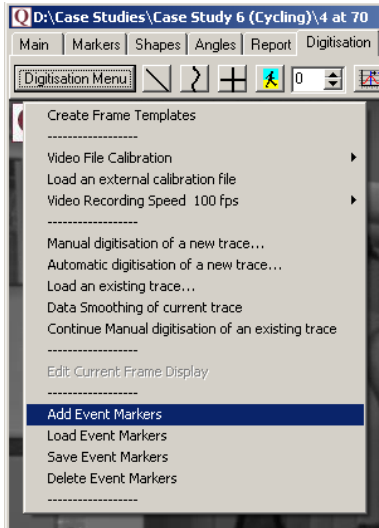 Q D:\Case Studies\Case Study 6 (Cycling)\4 at 70
Main Markers Shapes Angles Report Digitisation
Digitisation Menu 0
Create Frame Templates
-----------------
Video File Calibration
Load an external calibration file
Video Recording Speed 100 fps
-----------------
Manual digitisation of a new trace...
Automatic digitisation of a new trace...
Load an existing trace...
Data Smoothing of current trace
Continue Manual digitisation of an existing trace
-----------------
Edit Current Frame Display
-----------------
Add Event Markers
Load Event Markers
Save Event Markers
Delete Event Markers
-----------------